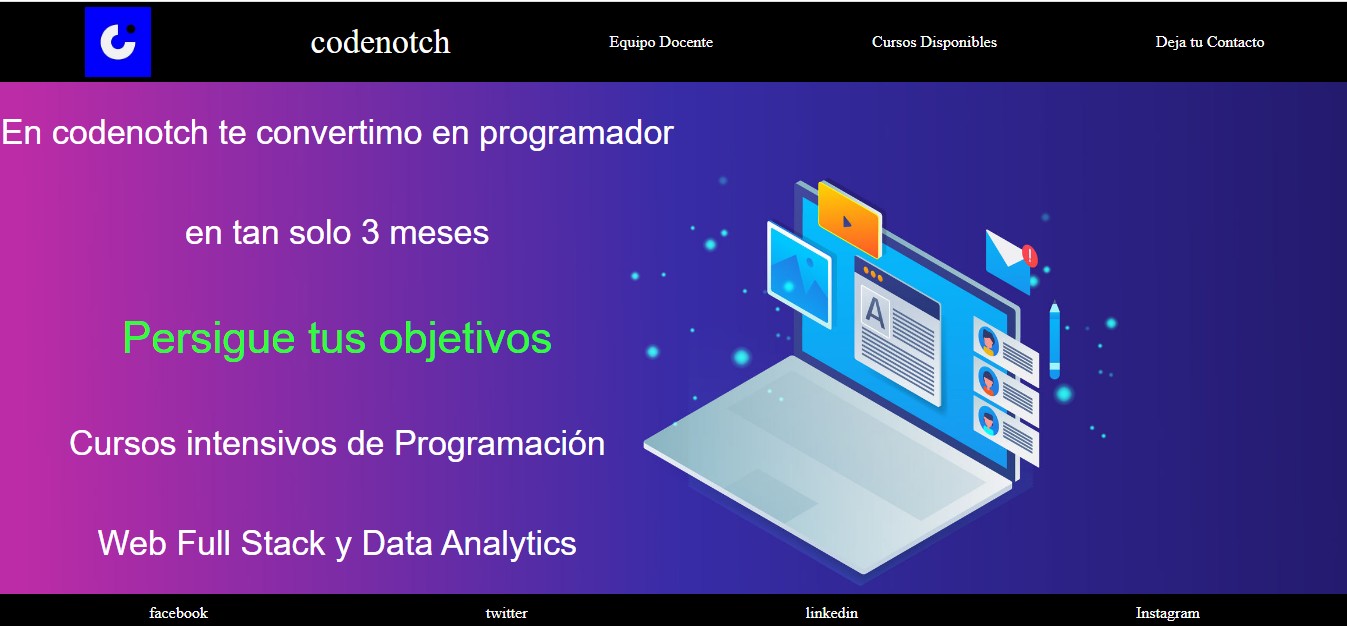 codenotch
Equipo Docente
Cursos Disponibles
Deja tu Contacto
En codenotch te convertimo en programador
en tan solo 3 meses
Persigue tus objetivos
A
!
Cursos intensivos de Programación
Web Full Stack y Data Analytics
facebook
twitter
linkedin
Instagram